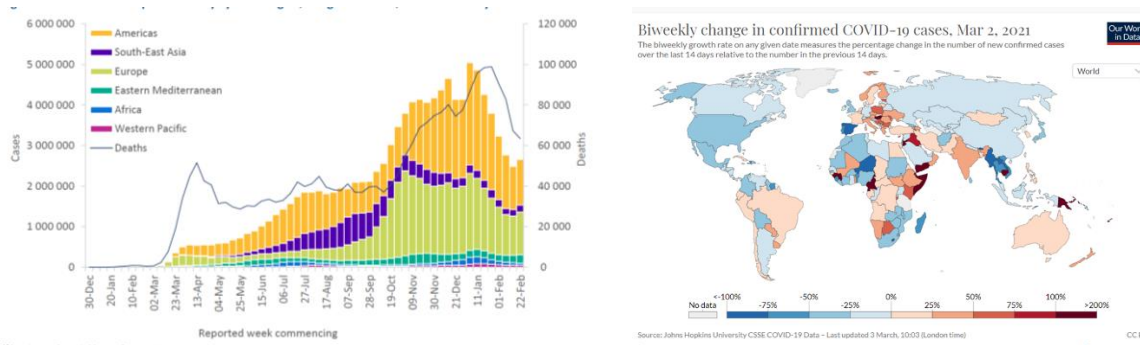 6 000 000
5 000 000
4 000 000
3 000 000
2 000 000
1 000 000
0
Cases
Americas
South-East Asia
Europe
Eastern Mediterranean
Africa
Western Pacific
Deaths
120 000
100 000
80 000
60 000
40 000
20 000
0
Deaths
30-Dec
20-Jan
10-Feb
02-Mar
23-Mar
13-Apr
04-May
25-May
15-Jun
06-Jul
27-Jul
17-Aug
07-Sep
28-Sep
19-Oct
09-Nov
30-Nov
21-Dec
11-Jan
01-Feb
22-Feb
Reported week commencing
Biweekly change in confirmed COVID-19 cases, Mar 2, 2021
The biweekly growth rate on any given date measures the percentage change in the number of new confirmed cases
over the last 14 days relative to the number in the previous 14 days.
Our Wor
in Data
World
No data
<-100%
-75%
-50%
-25%
0%
25%
50%
75%
100%
>200%
Source: Johns Hopkins University CSSE COVID-19 Data – Last updated 3 March, 10:03 (London time)
CC